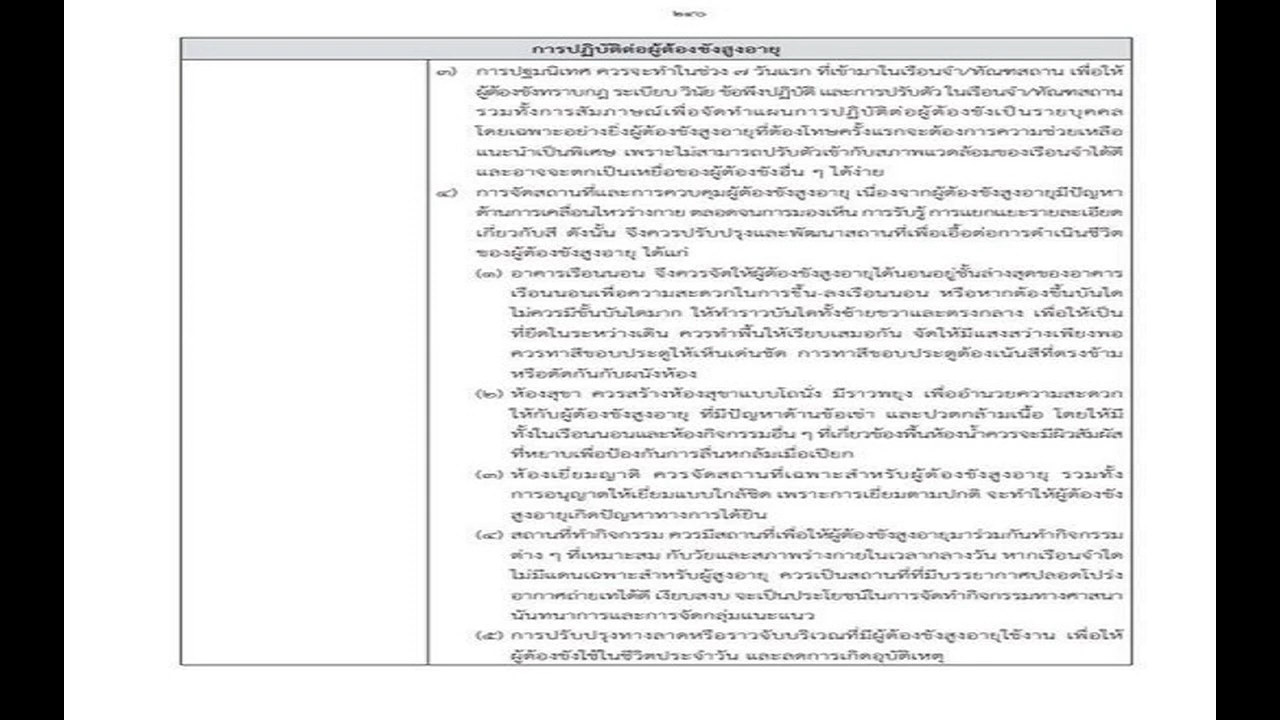 ๒๔๐
การปฏิบัติต่อผู้ต้องขังสูงอายุ
๓) การปฐมนิเทศ ควรจะทำในช่วง ๗ วันแรก ที่เข้ามาในเรือนจำ/ทัณฑสถาน เพื่อให้
ผู้ต้องขังทราบกฎ ระเบียบ วินัย ข้อพึงปฏิบัติ และการปรับตัว ในเรือนจำ/ทัณฑสถาน
รวมทั้งการสัมภาษณ์เพื่อจัดทำแผนการปฏิบัติต่อผู้ต้องขังเป็นรายบุคคล
โดยเฉพาะอย่างยิ่งผู้ต้องขังสูงอายุที่ต้องโทษครั้งแรกจะต้องการความช่วยเหลือ
แนะนำเป็นพิเศษ เพราะไม่สามารถปรับตัวเข้ากับสภาพแวดล้อมของเรือนจำได้ดี
และอาจจะตกเป็นเหยื่อของผู้ต้องขังอื่น ๆ ได้ง่าย
๔) การจัดสถานที่และการควบคุมผู้ต้องขังสูงอายุ เนื่องจากผู้ต้องขังสูงอายุมีปัญหา
ด้านการเคลื่อนไหวร่างกาย ตลอดจนการมองเห็น การรับรู้ การแยกแยะรายละเอียด
เกี่ยวกับสี ดังนั้น จึงควรปรับปรุงและพัฒนาสถานที่เพื่อเอื้อต่อการดำเนินชีวิต
ของผู้ต้องขังสูงอายุ ได้แก่
(๑) อาคารเรือนนอน จึงควรจัดให้ผู้ต้องขังสูงอายุได้นอนอยู่ชั้นล่างสุดของอาคาร
เรือนนอนเพื่อความสะดวกในการขึ้น-ลงเรือนนอน หรือหากต้องขึ้นบันได
ไม่ควรมีขั้นบันไดมาก ให้ทำราวบันไดทั้งซ้ายขวาและตรงกลาง เพื่อให้เป็น
ที่ยึดในระหว่างเดิน ควรทำพื้นให้เรียบเสมอกัน จัดให้มีแสงสว่างเพียงพอ
ควรทาสีขอบประตูให้เห็นเด่นชัด การทาสีขอบประตูต้องเน้นสีที่ตรงข้าม
หรือตัดกันกับผนังห้อง
(๒) ห้องสุขา ควรสร้างห้องสุขาแบบโถนั่ง มีราวพยุง เพื่ออำนวยความสะดวก
ให้กับผู้ต้องขังสูงอายุ ที่มีปัญหาด้านข้อเข่า และปวดกล้ามเนื้อ โดยให้มี
ทั้งในเรือนนอนและห้องกิจกรรมอื่น ๆ ที่เกี่ยวข้องพื้นห้องน้ำควรจะมีผิวสัมผัส
ที่หยาบเพื่อป้องกันการลื่นหกล้มเมื่อเปียก
(๓) ห้องเยี่ยมญาติ ควรจัดสถานที่เฉพาะสำหรับผู้ต้องขังสูงอายุ รวมทั้ง
การอนุญาตให้เยี่ยมแบบใกล้ชิด เพราะการเยี่ยมตามปกติ จะทำให้ผู้ต้องขัง
สูงอายุเกิดปัญหาทางการได้ยิน
(๔) สถานที่ทำกิจกรรม ควรมีสถานที่เพื่อให้ผู้ต้องขังสูงอายุมาร่วมกันทำกิจกรรม
ต่าง ๆ ที่เหมาะสม กับวัยและสภาพร่างกายในเวลากลางวัน หากเรือนจำใด
ไม่มีแดนเฉพาะสำหรับผู้สูงอายุ ควรเป็นสถานที่ที่มีบรรยากาศปลอดโปร่ง
อากาศถ่ายเทได้ดี เงียบสงบ จะเป็นประโยชน์ในการจัดทำกิจกรรมทางศาสนา
นันทนาการและการจัดกลุ่มแนะแนว
(๕) การปรับปรุงทางลาดหรือราวจับบริเวณที่มีผู้ต้องขังสูงอายุใช้งาน เพื่อให้
ผู้ต้องขังใช้ในชีวิตประจำวัน และลดการเกิดอุบัติเหตุ